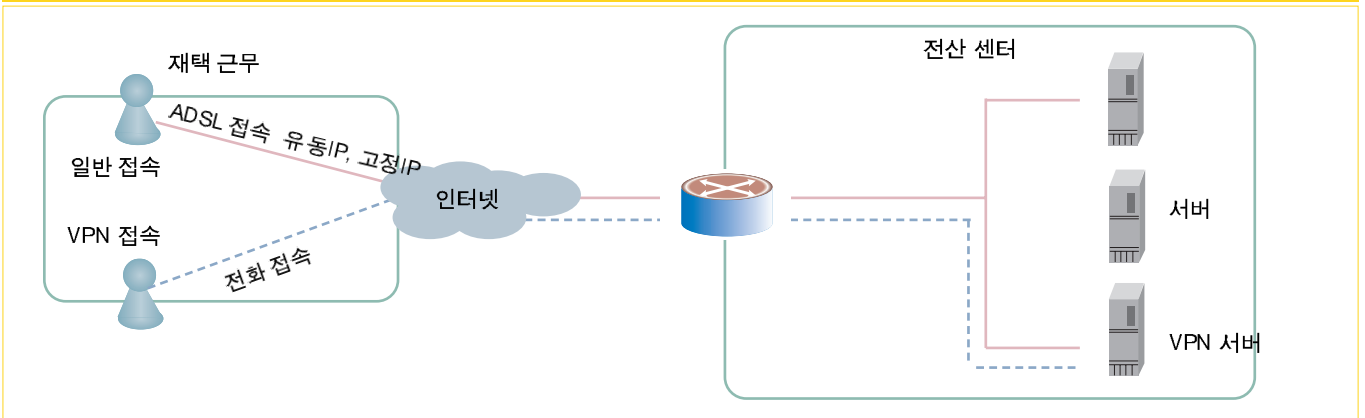 재택 근무
ADSL 접속 유동IP, 고정IP
일반 접속
VPN 접속
전화 접속
인터넷
전산 센터
서버
VPN 서버